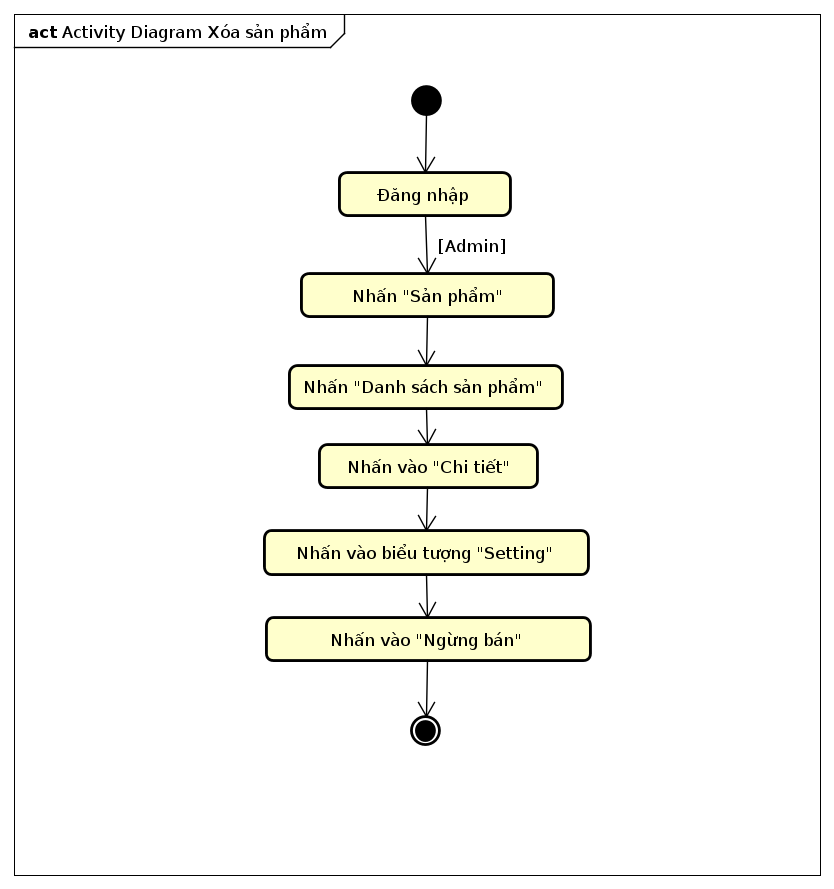 act Activity Diagram Xóa sản phẩm
Đăng nhập
[Admin]
Nhấn "Sản phẩm"
Nhấn "Danh sách sản phẩm"
Nhấn vào "Chi tiết"
Nhấn vào biểu tượng "Setting"
Nhấn vào "Ngừng bán"